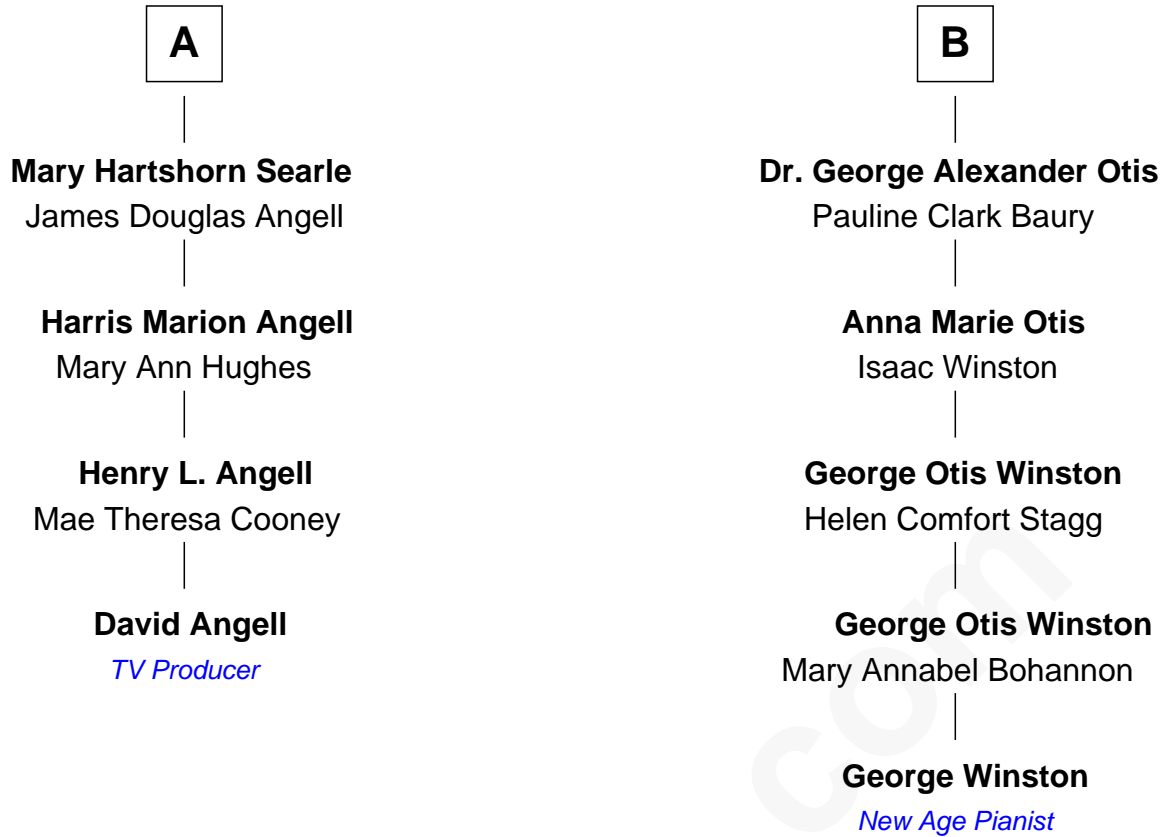 A
Mary Hartshorn Searle
James Douglas Angell
Harris Marion Angell
Mary Ann Hughes
Henry L. Angell
Mae Theresa Cooney
David Angell
TV Producer
B
Dr. George Alexander Otis
Pauline Clark Baury
Anna Marie Otis
Isaac Winston
George Otis Winston
Helen Comfort Stagg
George Otis Winston
Mary Annabel Bohannon
George Winston
New Age Pianist
com